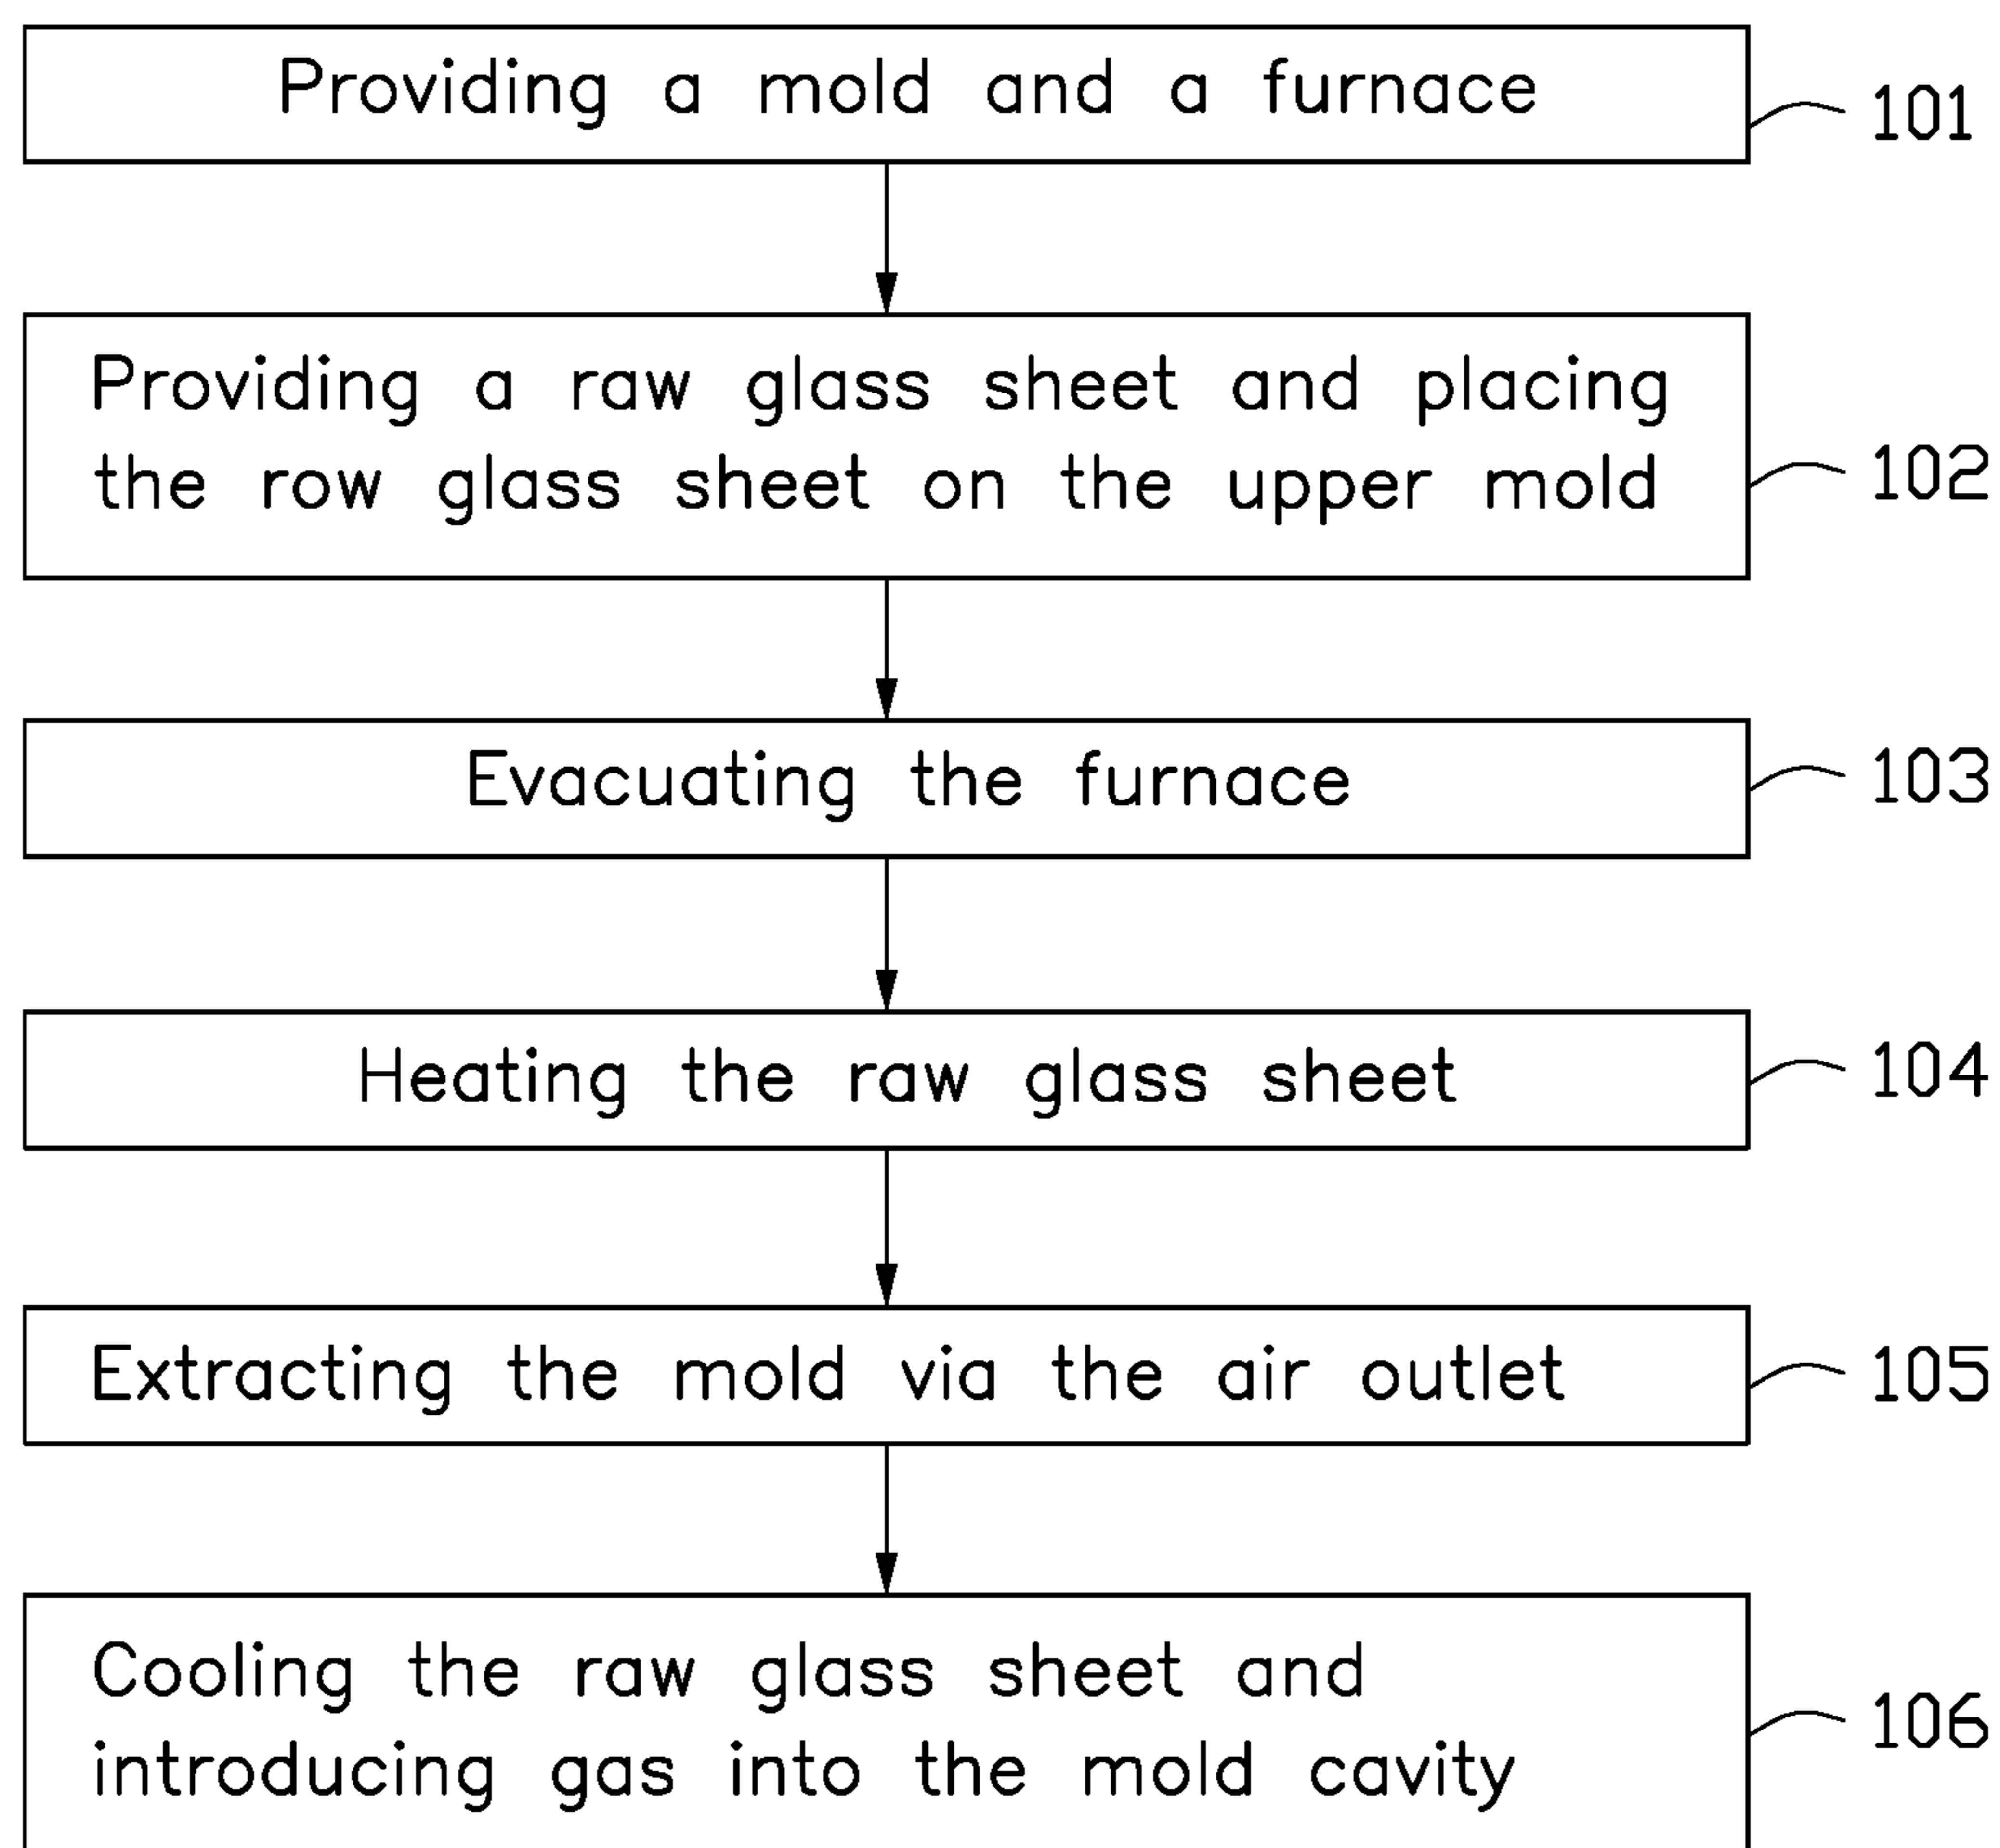 Providing a mold and a furnace
101
Providing a raw glass sheet and placing
the row glass sheet on the upper mold
102
Evacuating the furnace
103
Heating the raw glass sheet
104
Extracting the mold via the air outlet
105
Cooling the raw glass sheet and
introducing gas into the mold cavity
106